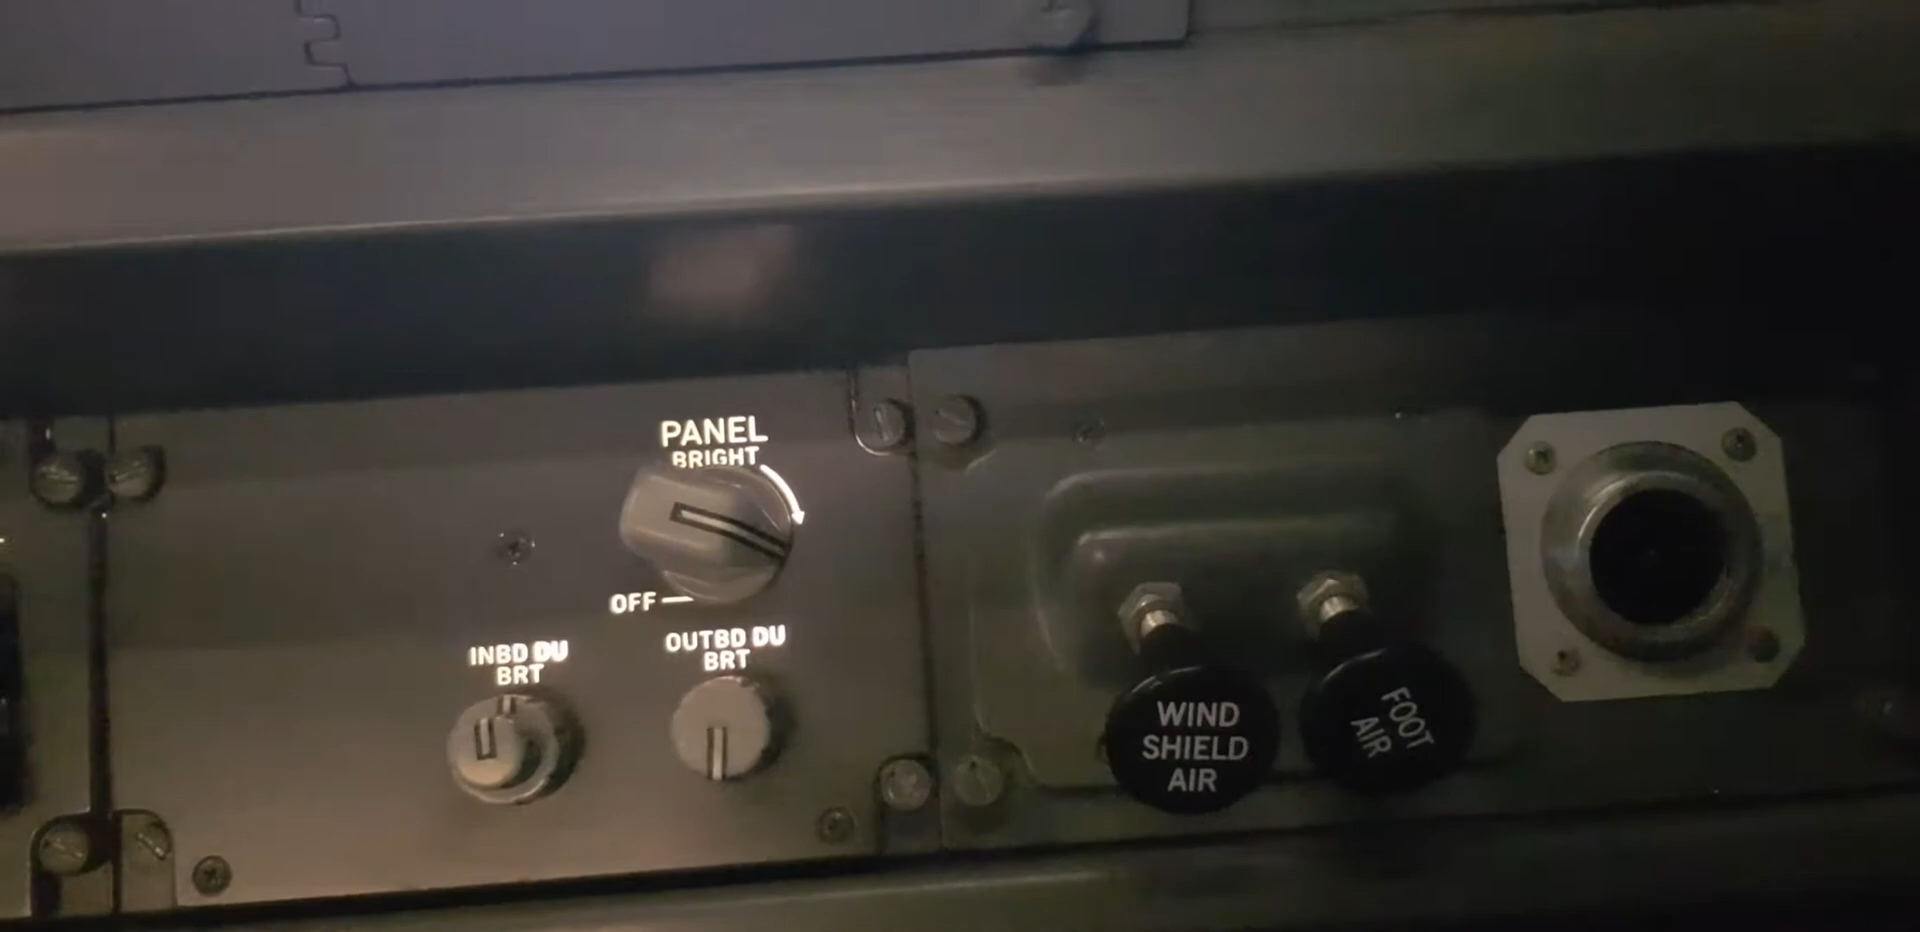 PANEL
BRIGHT
OFF
INBD DU
BRT
OUTBD DU
BRT
WIND
SHIELD
AIR
FOOT
AIR